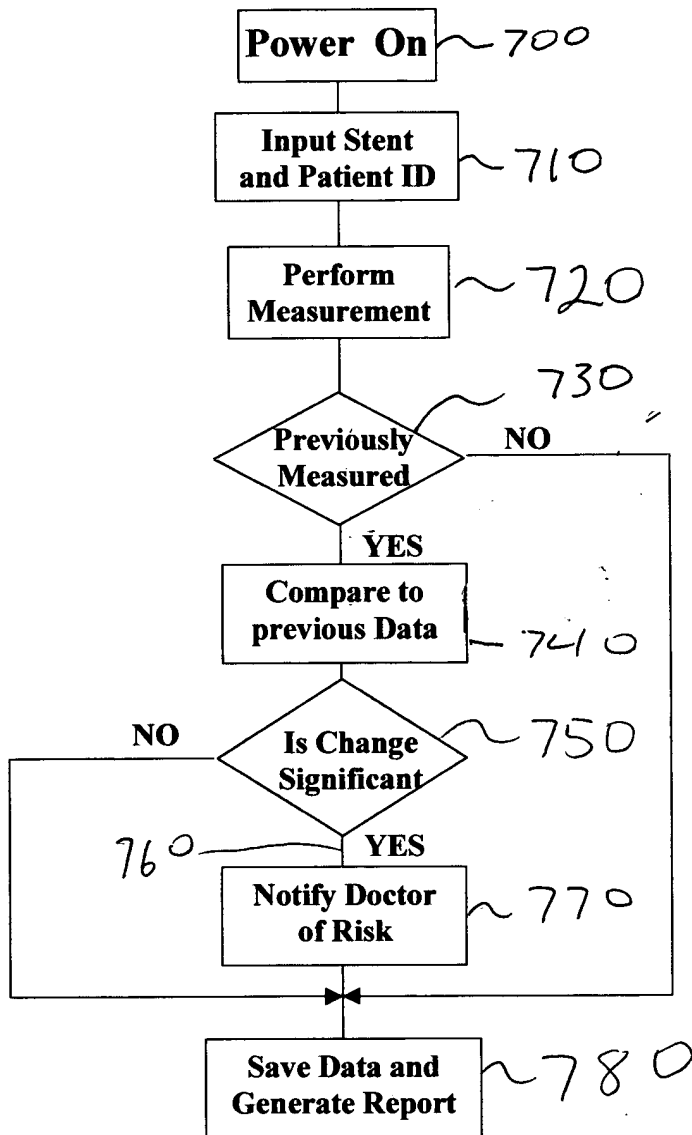 Power On 700
Input Stent
and Patient ID 710
Perform
Measurement 720
730
Previously
Measured
NO
YES
Compare to
previous Data 740
NO
Is Change
Significant 750
760 YES
Notify Doctor
of Risk 770
Save Data and
Generate Report 780